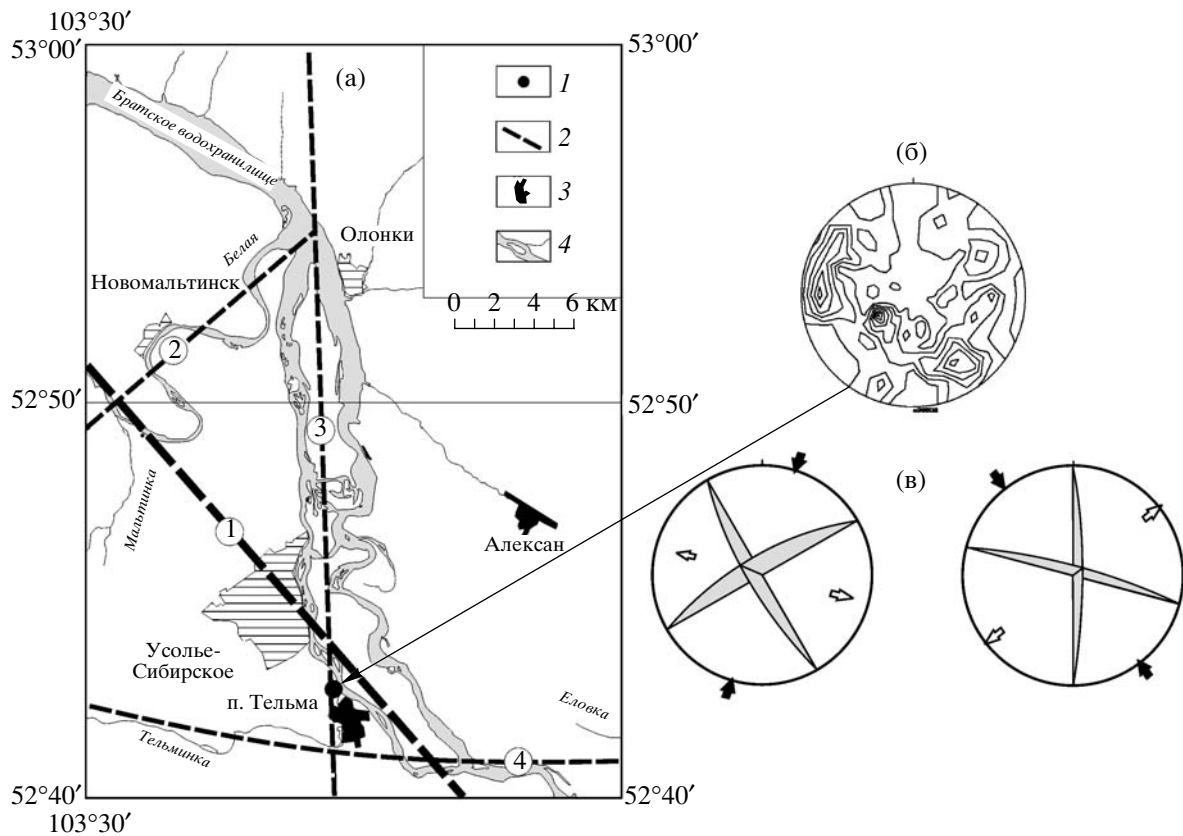 103°30′
53°00′
53°00′
(а)
1
2
3
4
Братское водохранилище
Белая
Олонки
Новомальтинск
0 2 4 6 км
2
52°50′
52°50′
3
Мальтинка
1
Алексан
Усолье-
Сибирское
п. Тельма
Еловка
Тельминка
4
52°40′
52°40′
103°30′
(б)
(в)